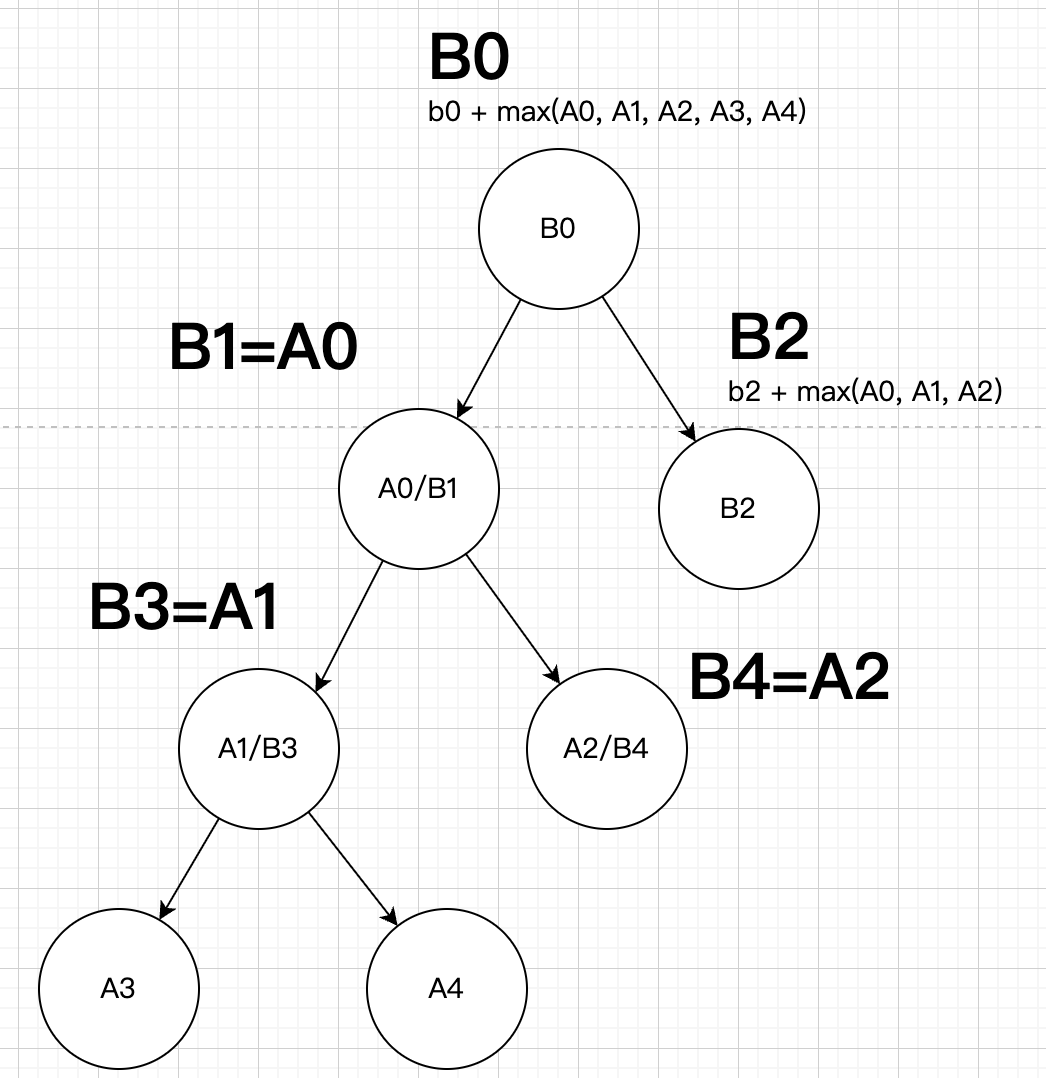 B0
b0 + max(A0, A1, A2, A3, A4)
B0
B1=A0
B2
b2 + max(A0, A1, A2)
A0/B1
B2
B3=A1
B4=A2
A1/B3
A2/B4
A3
A4